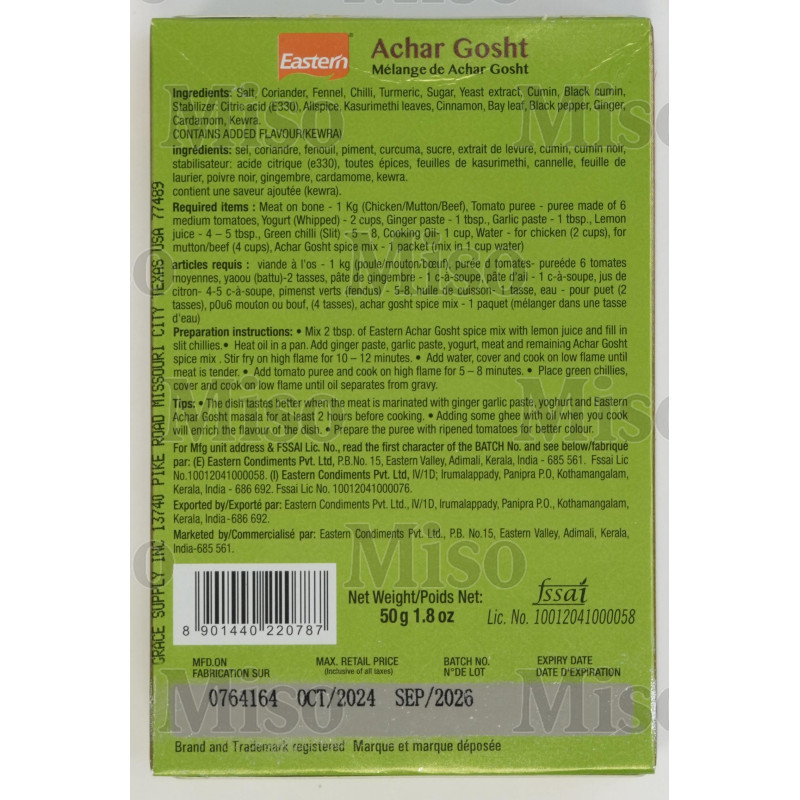 Eastern
Achar Gosht
Mélange de Achar Gosht
Ingredients: Salt, Coriander, Fennel, Chilli, Turmeric, Sugar, Yeast extract, Cumin, Black cumin,
Stabilizer: Citric acid (E330), Allspice, Kasurimethi leaves, Cinnamon, Bay leaf, Black pepper, Ginger,
Cardamom, Kewra.
CONTAINS ADDED FLAVOUR(KEWRA)
ingrédients: sel, coriandre, fenouil, piment, curcuma, sucre, extrait de levure, cumin, cumin noir,
stabilisateur: acide citrique (e330), toutes épices, feuilles de kasurimethi, cannelle, feuille de
laurier, poivre noir, gingembre, cardamome, kewra.
contient une saveur ajoutée (kewra).
Required items : Meat on bone - 1 Kg (Chicken/Mutton/Beef), Tomato puree - puree made of 6
medium tomatoes, Yogurt (Whipped) - 2 cups, Ginger paste - 1 tbsp., Garlic paste - 1 tbsp., Lemon
juice - 4 – 5 tbsp., Green chilli (Slit) - 5 – 8, Cooking Oil- 1 cup, Water - for chicken (2 cups), for
mutton/beef (4 cups), Achar Gosht spice mix - 1 packet (mix in 1 cup water)
articles requis : viande à l'os - 1 kg (poule/mouton/bœuf), purée d tomates- pureéde 6 tomates
moyennes, yaoou (battu)-2 tasses, pâte de gingembre - 1 c-à-soupe, pâte d'ail - 1 c-à-soupe, jus de
citron- 4-5 c-à-soupe, pimenst verts (fendus) - 5-8, huile de cuisson- 1 tasse, eau - pour puet (2
tasses), p0u6 mouton ou bouf, (4 tasses), achar gosht spice mix - 1 paquet (mélanger dans une tasse
d'eau)
Preparation instructions: • Mix 2 tbsp. of Eastern Achar Gosht spice mix with lemon juice and fill in
slit chillies. • Heat oil in a pan. Add ginger paste, garlic paste, yogurt, meat and remaining Achar Gosht
spice mix . Stir fry on high flame for 10 – 12 minutes. • Add water, cover and cook on low flame until
meat is tender. • Add tomato puree and cook on high flame for 5 – 8 minutes. • Place green chillies,
cover and cook on low flame until oil separates from gravy.
Tips: • The dish tastes better when the meat is marinated with ginger garlic paste, yoghurt and Eastern
Achar Gosht masala for at least 2 hours before cooking. • Adding some ghee with oil when you cook
will enrich the flavour of the dish. • Prepare the puree with ripened tomatoes for better colour.
For Mfg unit address & FSSAI Lic. No., read the first character of the BATCH No. and see below/fabriqué
par: (E) Eastern Condiments Pvt. Ltd, P.B.No. 15, Eastern Valley, Adimali, Kerala - 685 561. Fssai Lic
No.10012041000058. (I) Eastern Condiments Pvt. Ltd, IV/1D, Irumalappady, Panipra P.O., Kothamangalam,
Kerala, India - 686 692. Fssai Lic No. 10012041000076.
Exported by/Exporté par: Eastern Condiments Pvt. Ltd., IV/1D, Irumalappady, Panipra P.O., Kothamangalam,
Kerala, India-686 692.
Marketed by/Commercialisé par: Eastern Condiments Pvt. Ltd., P.B. No.15, Eastern Valley, Adimali, Kerala,
India-685 561.
GRACE SUPPLY INC 13740 PIKE ROAD MISSOURI CITY TEXAS USA 77489
8 901440 220787
Net Weight/Poids Net:
50 g 1.8 oz
fssai
Lic. No. 10012041000058
MFD.ON
FABRICATION SUR
MAX. RETAIL PRICE
(Inclusive of all taxes)
BATCH NO.
N°DE LOT
EXPIRY DATE
DATE D'EXPIRATION
0764164 OCT/2024 SEP/2026
Brand and Trademark registered Marque et marque déposée
Miso